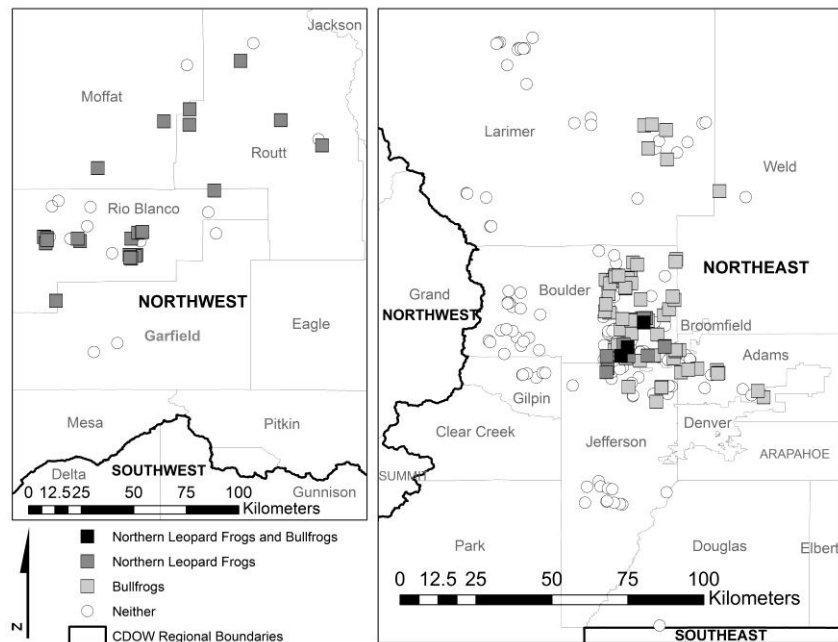 Jackson
Moffat
Routt
Rio Blanco
NORTHWEST
Garfield
Eagle
Mesa
Pitkin
SOUTHWEST
Delta
Gunnison
0 12.5 25 50 75 100
Kilometers
N
Northern Leopard Frogs and Bullfrogs
Northern Leopard Frogs
Bullfrogs
Neither
CDOW Regional Boundaries
Larimer
Weld
NORTHEAST
Grand
Boulder
NORTHWEST
Broomfield
Adams
Gilpin
Denver
Clear Creek
Jefferson
ARAPAHOE
SUMMIT
Park
Douglas
Elbert
0 12.5 25 50 75 100
Kilometers
SOUTHEAST